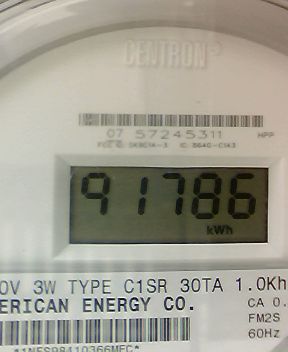 CENTRON®
07 57245311 HPP
91786
kWh
0V 3W TYPE C1SR 30TA 1.0Kh
ERICAN ENERGY CO. CA 0.
FM2S
60Hz